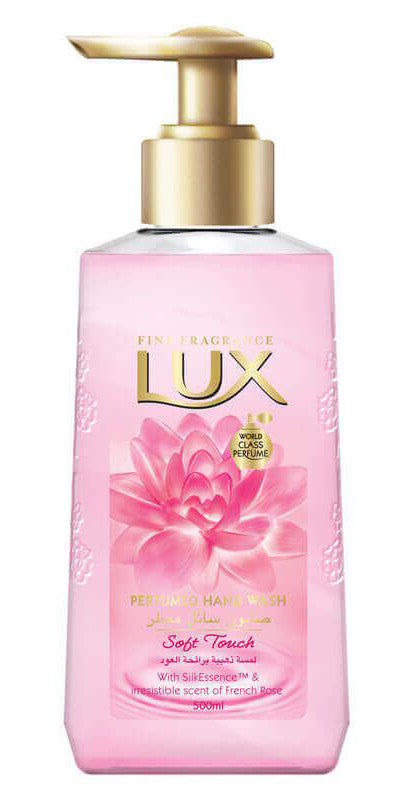 FINE FRAGRANCE
LUX
WORLD
CLASS
PERFUME
PERFUMED HAND WASH
صابون سائل معطر
Soft Touch
لمسة ذهبية برائحة العود
With SilkEssence™ &
irresistible scent of French Rose
500ml